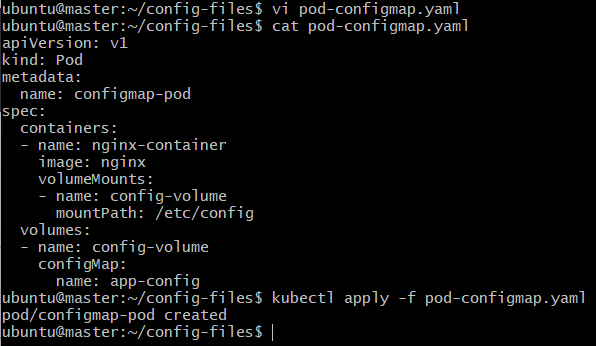 ubuntu@master:~/config-files$ vi pod-configmap.yaml
ubuntu@master:~/config-files$ cat pod-configmap.yaml
apiVersion: v1
kind: Pod
metadata:
  name: configmap-pod
spec:
  containers:
  - name: nginx-container
    image: nginx
    volumeMounts:
    - name: config-volume
      mountPath: /etc/config
  volumes:
  - name: config-volume
    configMap:
      name: app-config
ubuntu@master:~/config-files$ kubectl apply -f pod-configmap.yaml
pod/configmap-pod created
ubuntu@master:~/config-files$